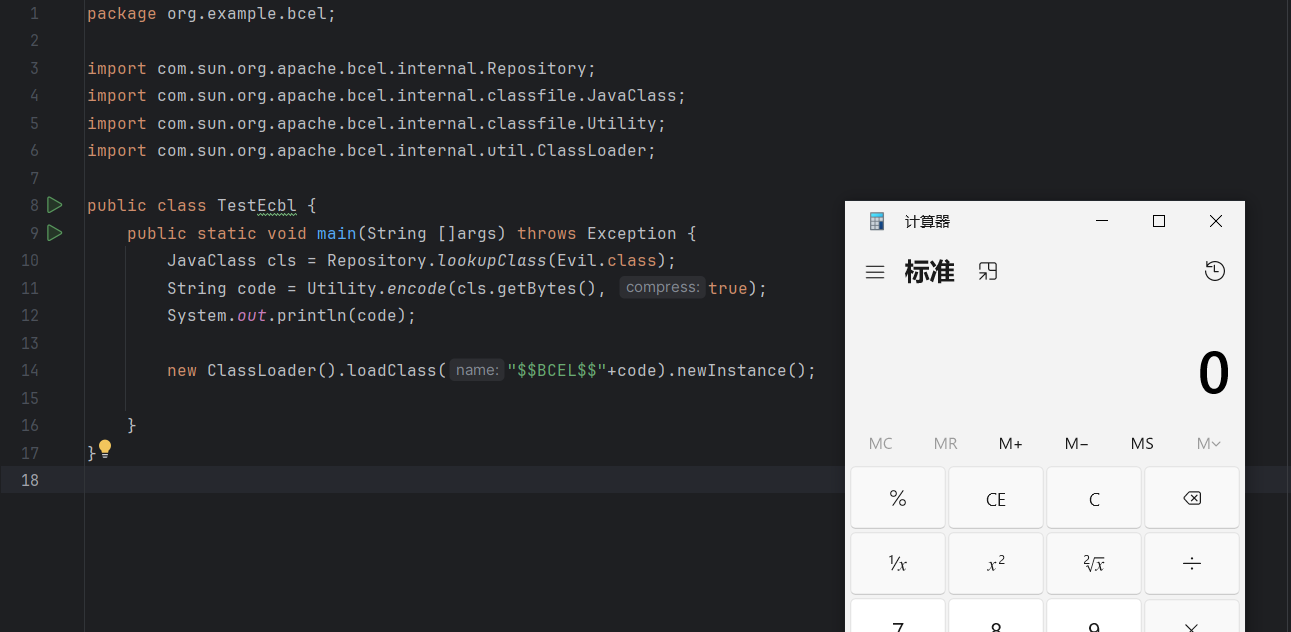 1 package org.example.bcel;
2
3 import com.sun.org.apache.bcel.internal.Repository;
4 import com.sun.org.apache.bcel.internal.classfile.JavaClass;
5 import com.sun.org.apache.bcel.internal.classfile.Utility;
6 import com.sun.org.apache.bcel.internal.util.ClassLoader;
7
8 public class TestEcbl {
9 public static void main(String []args) throws Exception {
10 JavaClass cls = Repository.lookupClass(Evil.class);
11 String code = Utility.encode(cls.getBytes(), compress: true);
12 System.out.println(code);
13
14 new ClassLoader().loadClass( name: "$$BCEL$$"+code).newInstance();
15
16 }
17 }
18
计算器
标准
0
MC MR M+ M− MS M
% CE C
¹⁄x x² ²√x ÷
7 8 9 ×